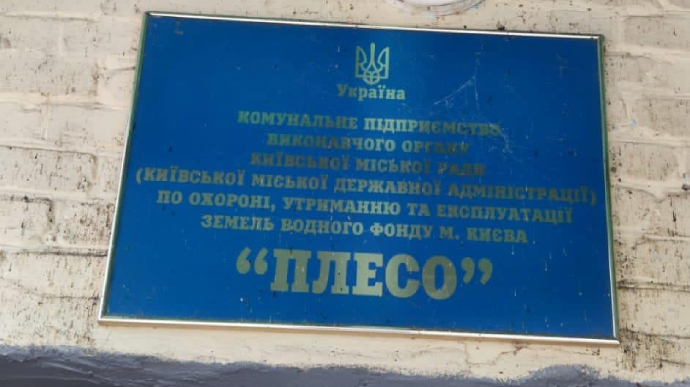 Україна
КОМУНАЛЬНЕ ПІДПРИЄМСТВО
ВИКОНАВЧОГО ОРГАНУ
КИЇВСЬКОЇ МІСЬКОЇ РАДИ
(КИЇВСЬКОЇ МІСЬКОЇ ДЕРЖАВНОЇ АДМІНІСТРАЦІЇ)
ПО ОХОРОНІ, УТРИМАННЮ ТА ЕКСПЛУАТАЦІЇ
ЗЕМЕЛЬ ВОДНОГО ФОНДУ М. КИЄВА
“ПЛЕСО”